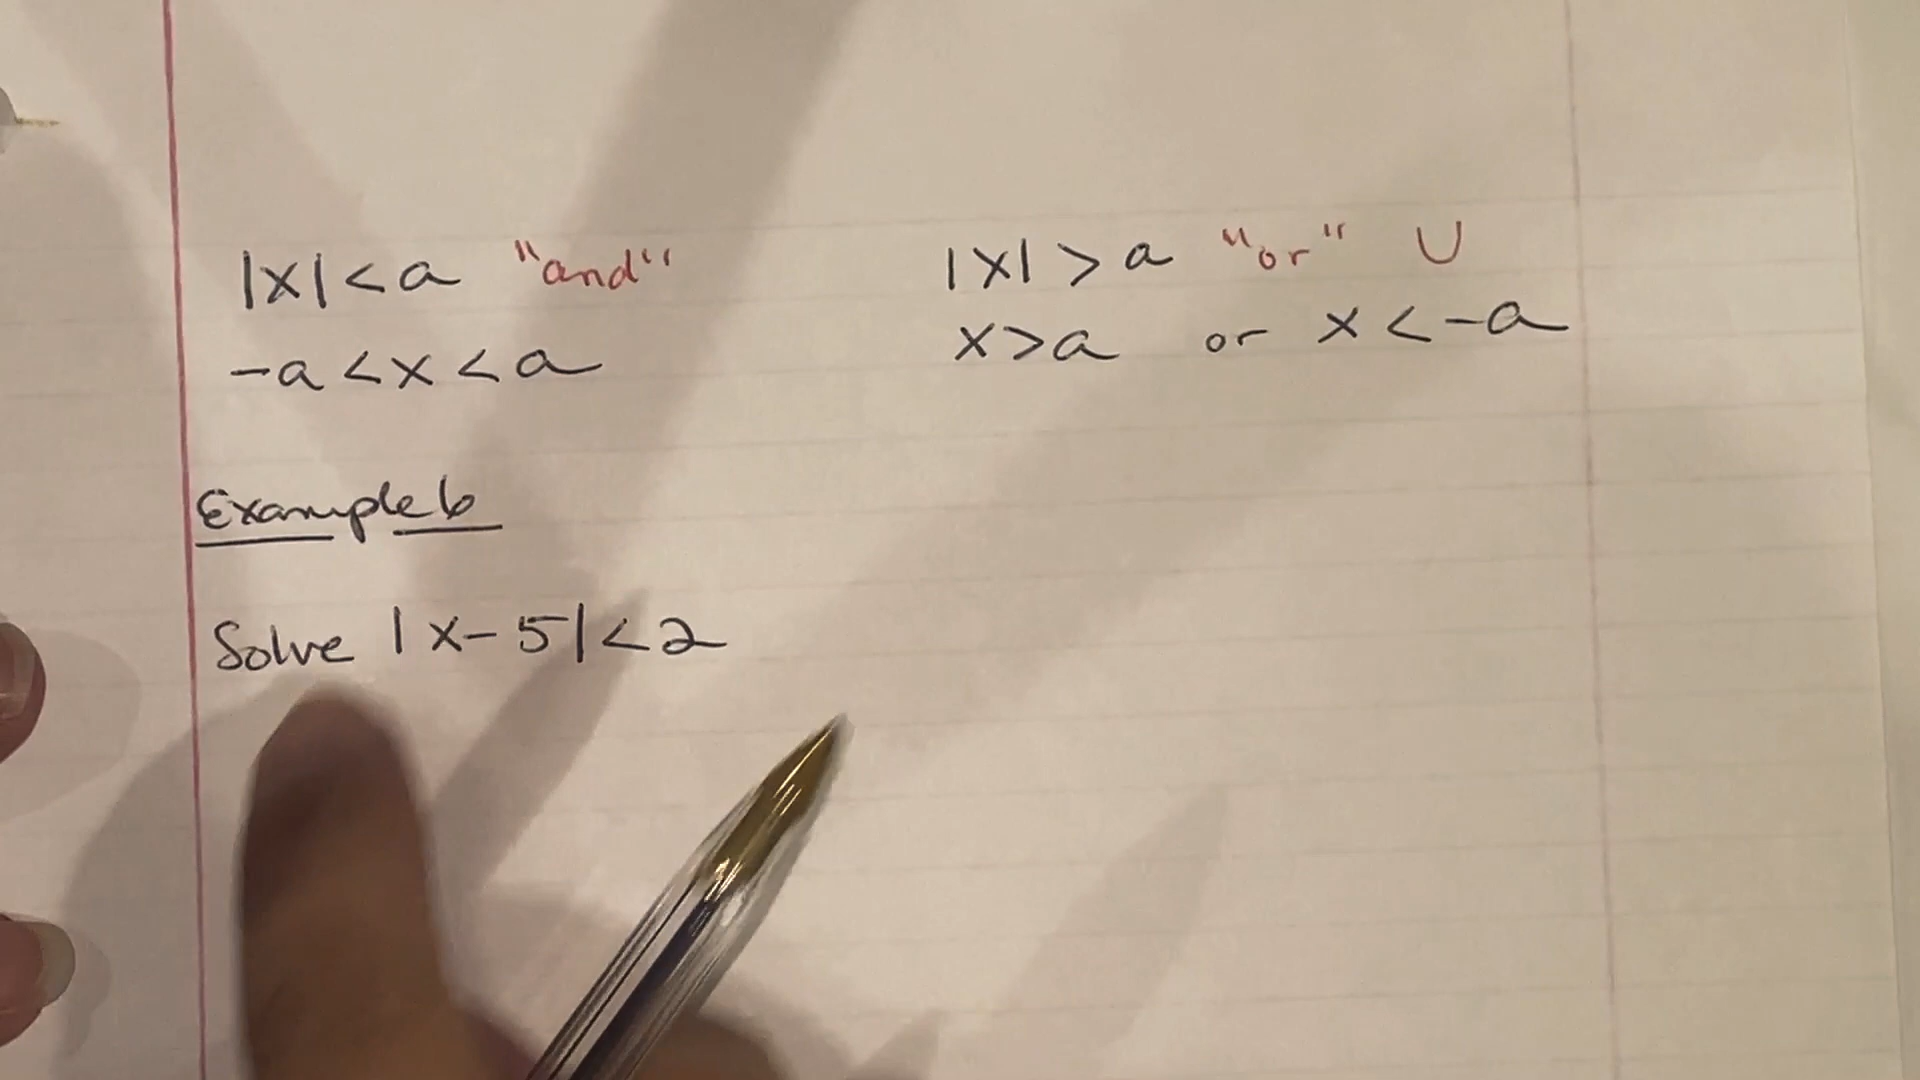 |x| < a "and"
-a < x < a
|x| > a "or" ∪
x > a or x < -a
Example 6
Solve |x - 5| < 2